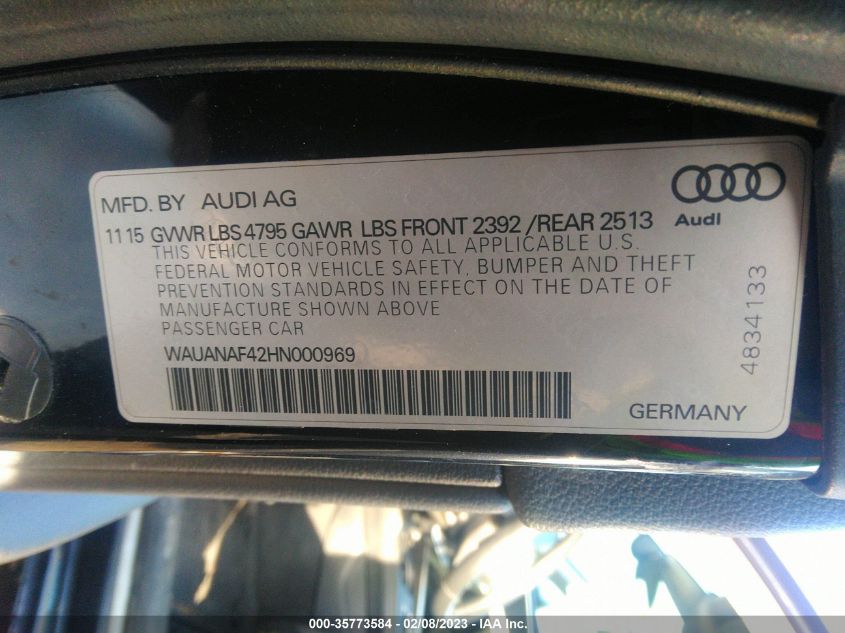 MFD. BY AUDI AG
Audi
11 15 GVWR LBS 4795 GAWR LBS FRONT 2392 /REAR 2513
THIS VEHICLE CONFORMS TO ALL APPLICABLE U.S.
FEDERAL MOTOR VEHICLE SAFETY, BUMPER AND THEFT
PREVENTION STANDARDS IN EFFECT ON THE DATE OF
MANUFACTURE SHOWN ABOVE
PASSENGER CAR
WAUANAF42HN000969
4834133
GERMANY
000-35773584 - 02/08/2023 - IAA Inc.